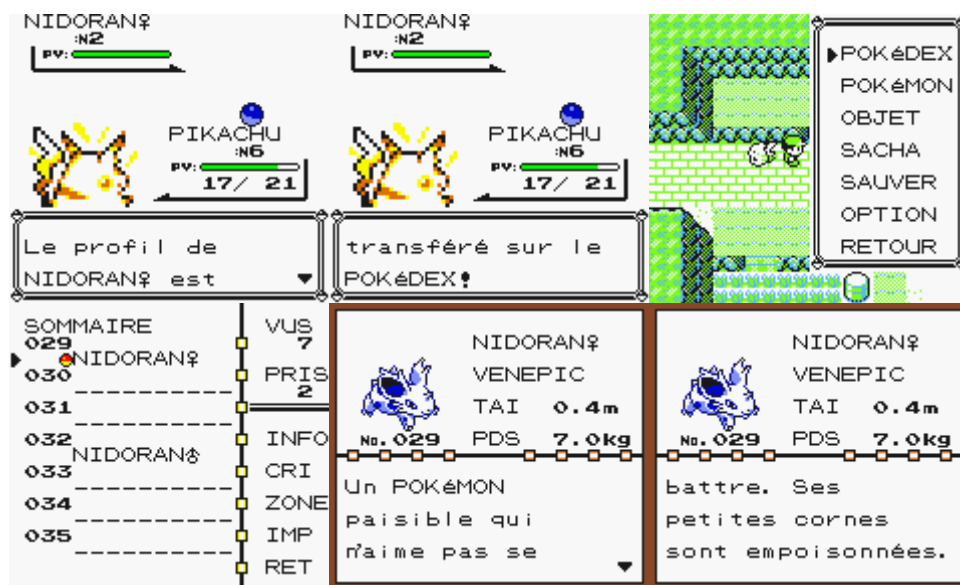 NIDORAN♀
:N2
PV:
PIKACHU
:N6
PV:
17/ 21
Le profil de
NIDORAN♀ est
NIDORAN♀
:N2
PV:
PIKACHU
:N6
PV:
17/ 21
transféré sur le
POKéDEX!
POKéDEX
POKéMON
OBJET
SACHA
SAUVER
OPTION
RETOUR
SOMMAIRE
029
NIDORAN♀
030
031
032
NIDORAN♂
033
034
035
VUS
7
PRIS
2
INFO
CRI
ZONE
IMP
RET
NIDORAN♀
VENEPIC
TAI 0.4m
No.029 PDS 7.0kg
Un POKéMON
paisible qui
n'aime pas se
NIDORAN♀
VENEPIC
TAI 0.4m
No.029 PDS 7.0kg
battre. Ses
petites cornes
sont empoisonnées.